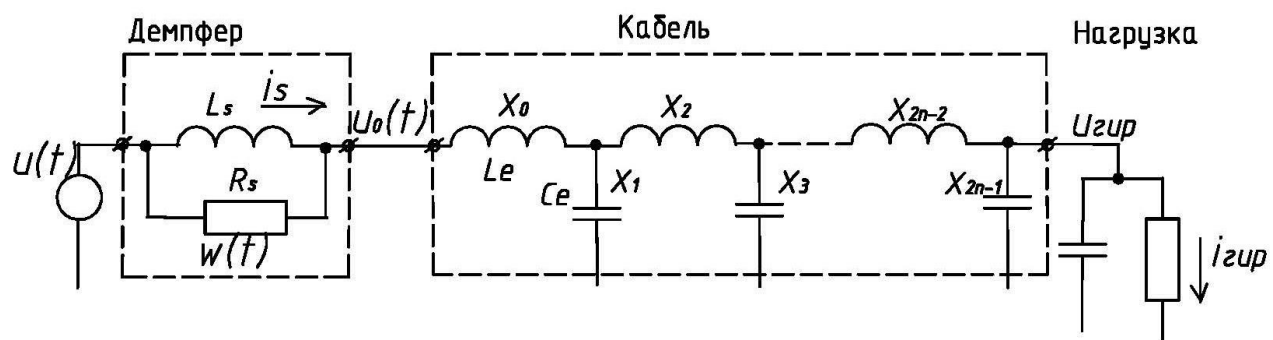 Демпфер
Кабель
Нагрузка
Ls
is
U0(t)
X0
X2
X2n-2
Uгир
U(t)
Rs
W(t)
Le
Ce
X1
X3
X2n-1
iгир